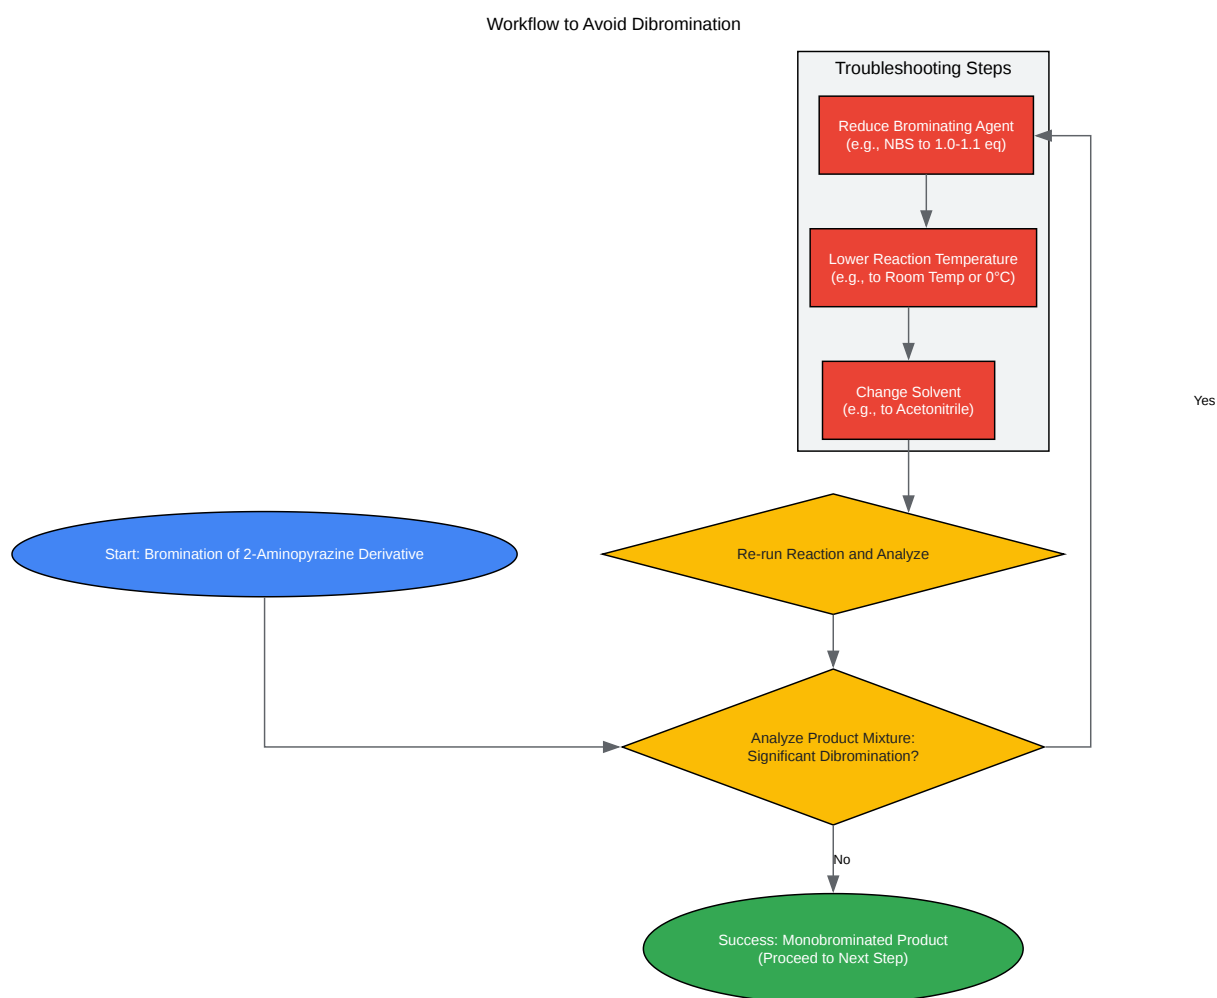 Workflow to Avoid Dibromination
Troubleshooting Steps
Reduce Brominating Agent
(e.g., NBS to 1.0-1.1 eq)
Lower Reaction Temperature
(e.g., to Room Temp or 0°C)
Change Solvent
(e.g., to Acetonitrile)
Yes
Start: Bromination of 2-Aminopyrazine Derivative
Re-run Reaction and Analyze
Analyze Product Mixture:
Significant Dibromination?
No
Success: Monobrominated Product
(Proceed to Next Step)